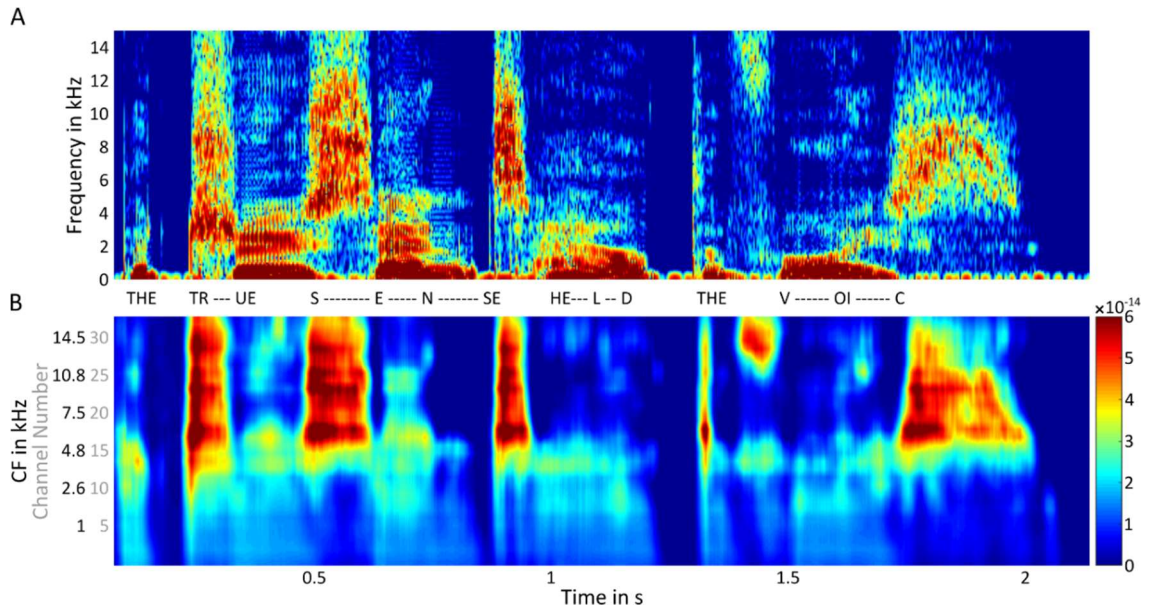 A
Frequency in kHz
14
12
10
8
6
4
2
0
THE TR --- UE S --------- E ----- N ------- SE HE--- L -- D THE V ------ OI ------ C
B
CF in kHz
Channel Number
14.5 30
10.8 25
7.5 20
4.8 15
2.6 10
1 5
×10-14
6
5
4
3
2
1
0
0.5 1 1.5 2
Time in s